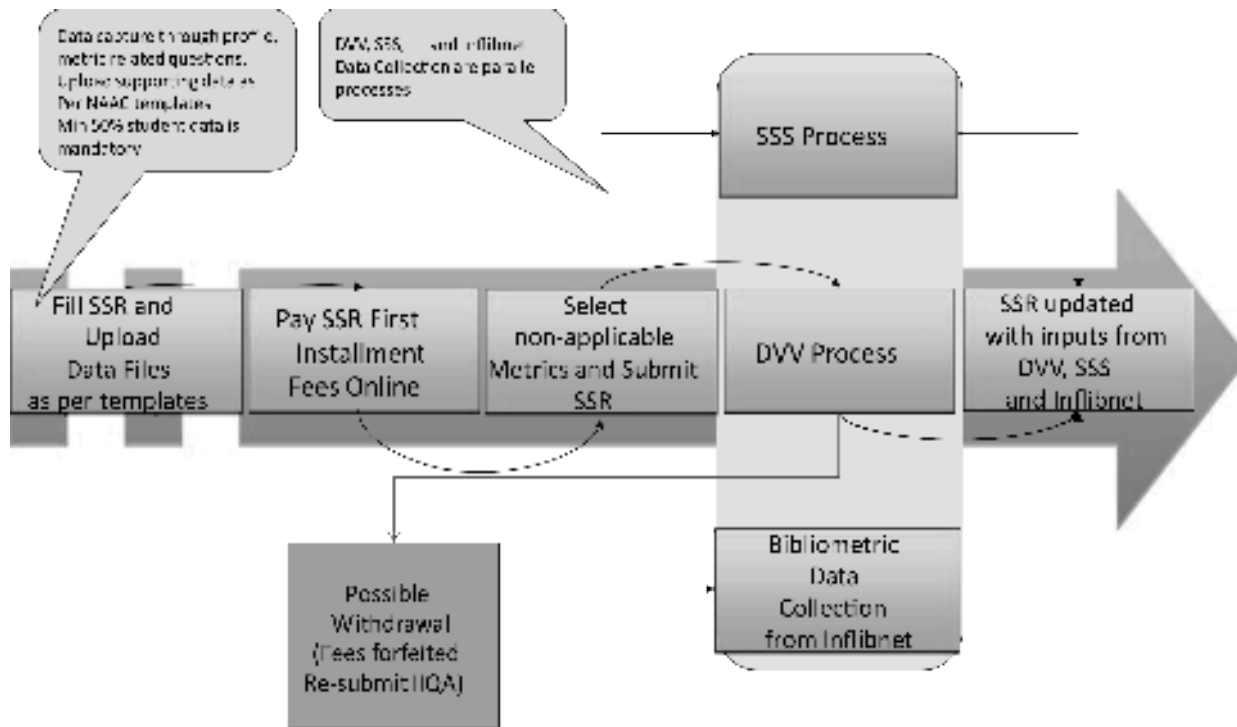 Data capture through profile,
metric related questions.
Upload supporting data as
Per NAAC templates
Min 50% student data is
mandatory
DVV, SSS, and Inflibnet
Data Collection are paralle
processes
SSS Process
Fill SSR and
Upload
Data Files
as per templates
Pay SSR First
Installment
Fees Online
Select
non-applicable
Metrics and Submit
SSR
DVV Process
SSR updated
with inputs from
DVV, SSS
and Inflibnet
Possible
Withdrawal
(Fees forfeited
Re-submit IIQA)
Bibliometric
Data
Collection
from Inflibnet